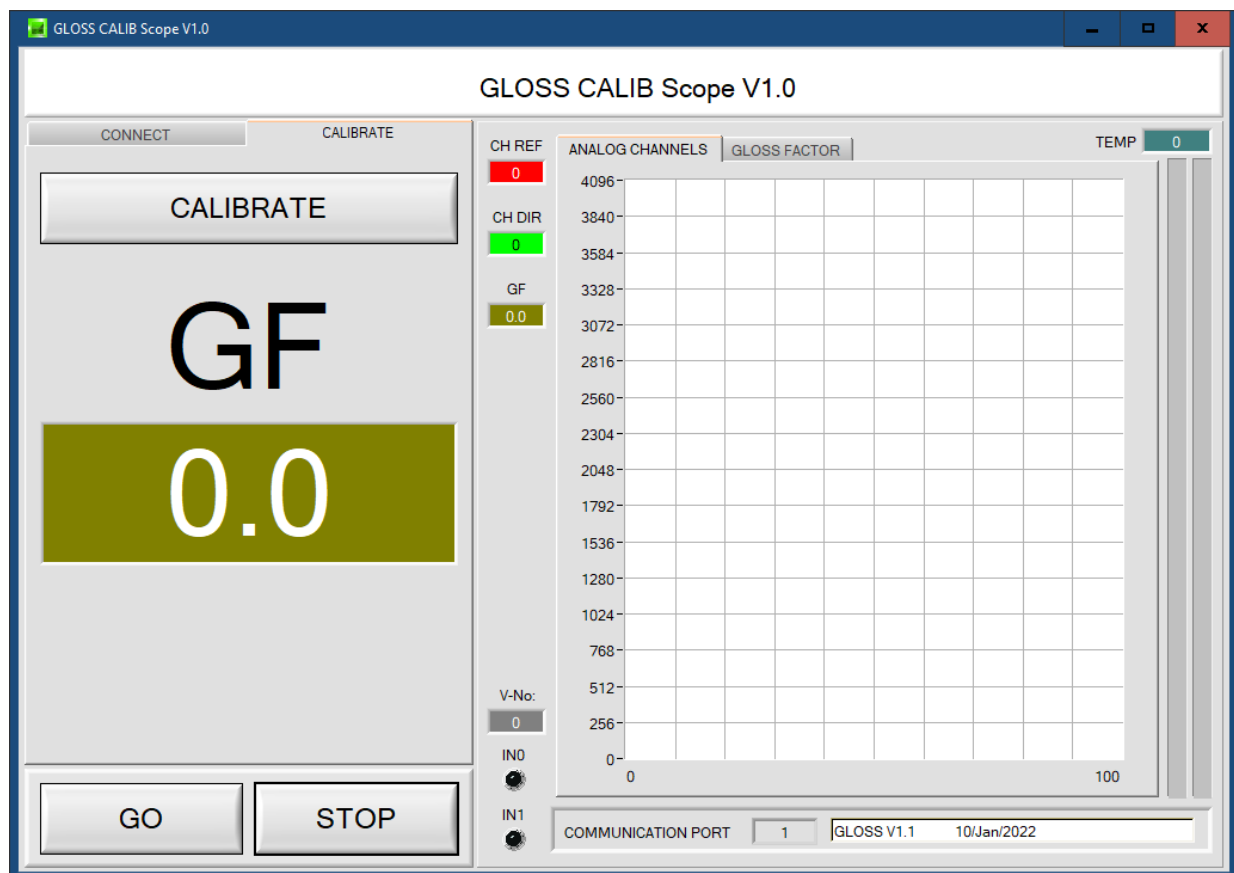 GLOSS CALIB Scope V1.0
x
GLOSS CALIB Scope V1.0
CONNECT
CALIBRATE
CALIBRATE
GF
0.0
GO
STOP
CH REF
0
CH DIR
0
GF
0.0
V-No:
0
IN0
IN1
ANALOG CHANNELS
GLOSS FACTOR
TEMP 0
4096
3840
3584
3328
3072
2816
2560
2304
2048
1792
1536
1280
1024
768
512
256
0
0 100
COMMUNICATION PORT 1 GLOSS V1.1 10/Jan/2022